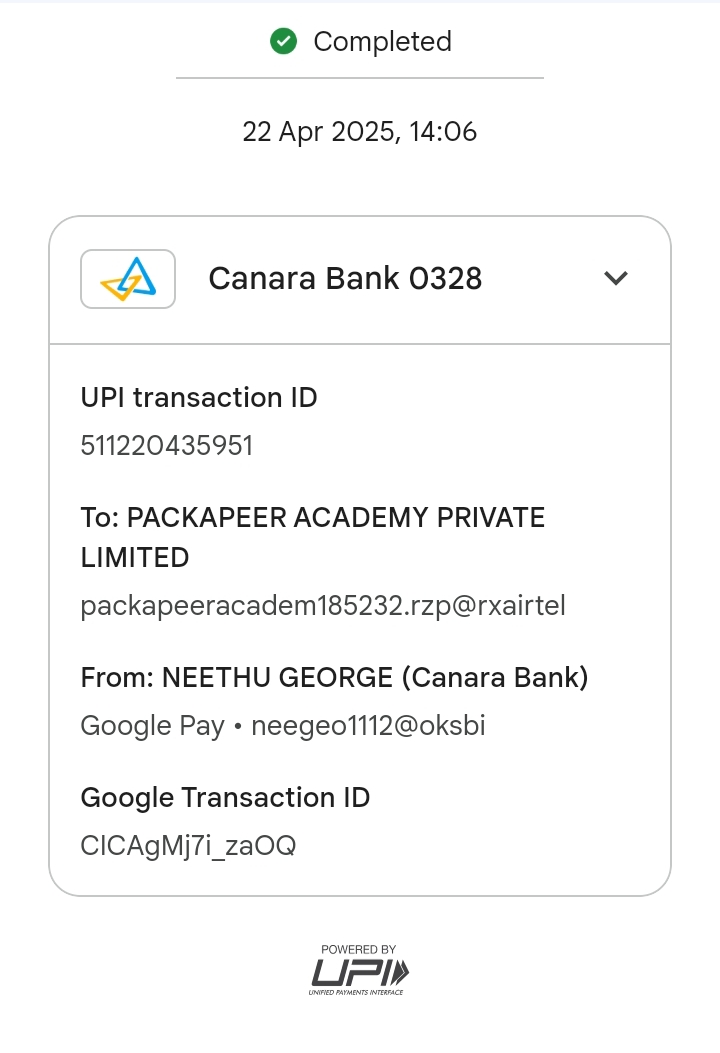 Completed
22 Apr 2025, 14:06
Canara Bank 0328
UPI transaction ID
511220435951
To: PACKAPEER ACADEMY PRIVATE
LIMITED
packapeeracadem185232.rzp@rxairtel
From: NEETHU GEORGE (Canara Bank)
Google Pay • neegeo1112@oksbi
Google Transaction ID
CICAgMj7i_zaOQ
POWERED BY
UPI
UNIFIED PAYMENTS INTERFACE